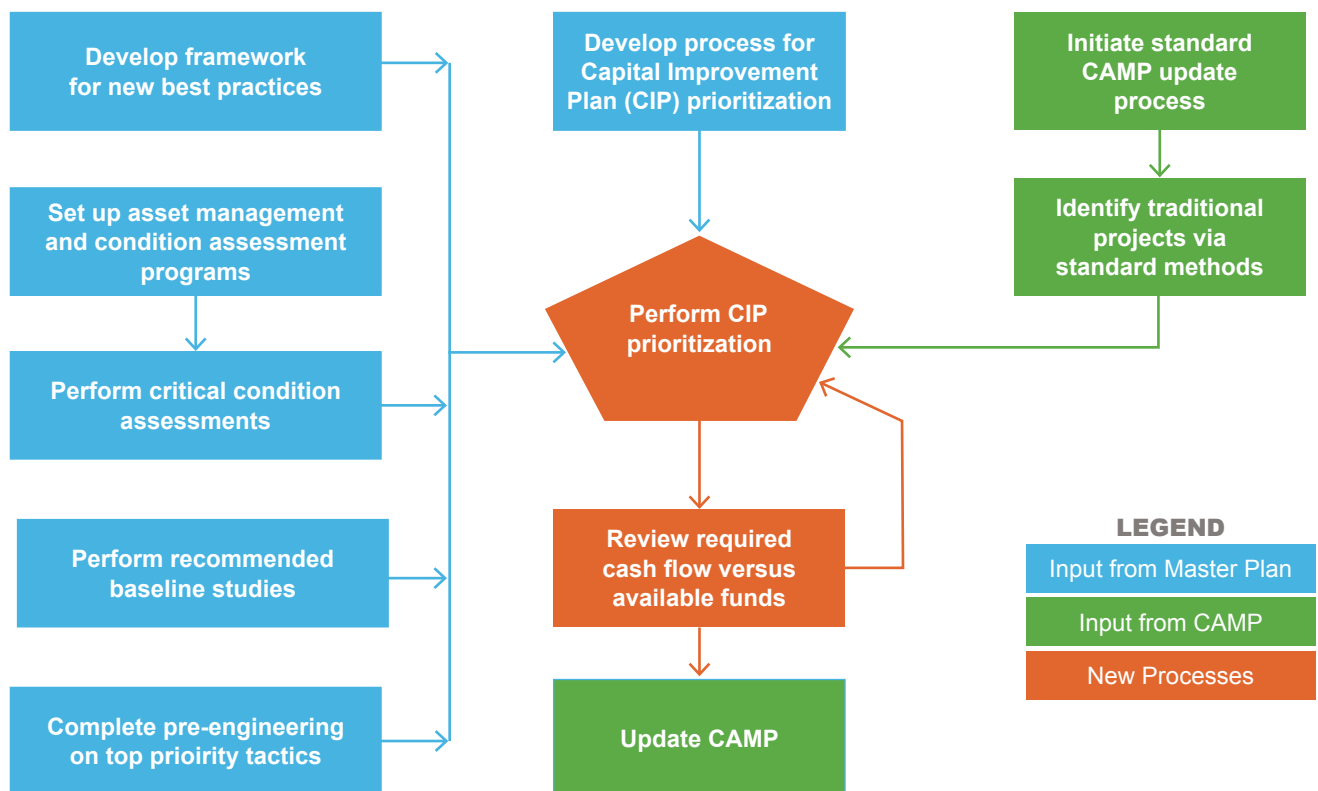 Develop framework
for new best practices
Set up asset management
and condition assessment
programs
Perform critical condition
assessments
Perform recommended
baseline studies
Complete pre-engineering
on top prioirity tactics
Develop process for
Capital Improvement
Plan (CIP) prioritization
Perform CIP
prioritization
Review required
cash flow versus
available funds
Update CAMP
Initiate standard
CAMP update
process
Identify traditional
projects via
standard methods
LEGEND
Input from Master Plan
Input from CAMP
New Processes